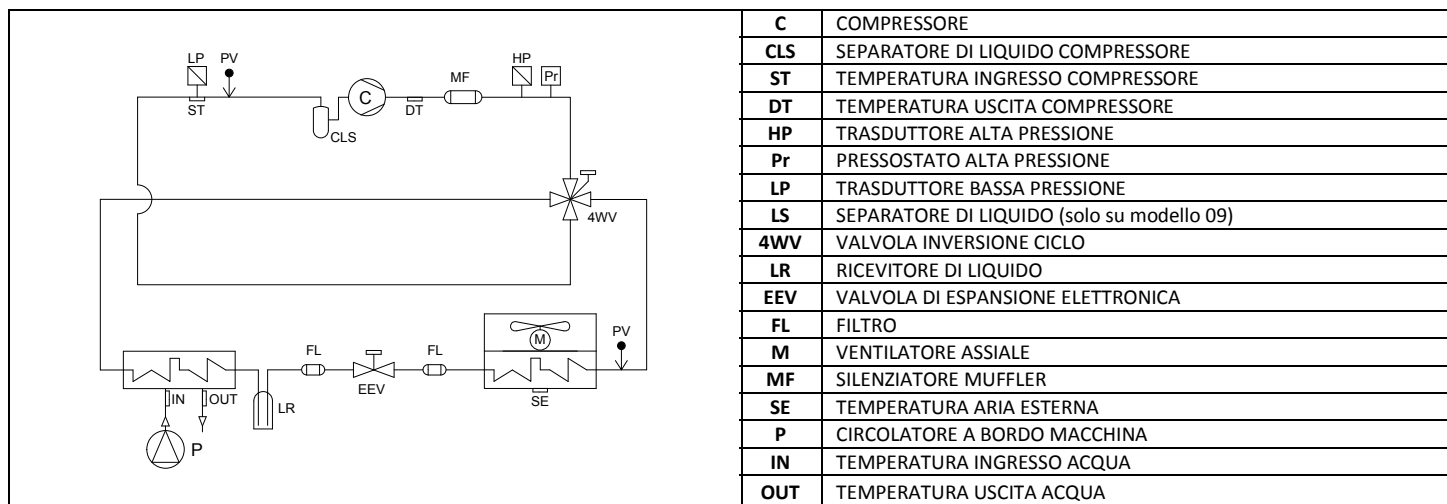 LP PV HP
Pr
MF
C
ST DT
CLS
4WV
PV
M
FL FL
EEV
IN OUT LR SE
P
C COMPRESSORE
CLS SEPARATORE DI LIQUIDO COMPRESSORE
ST TEMPERATURA INGRESSO COMPRESSORE
DT TEMPERATURA USCITA COMPRESSORE
HP TRASDUTTORE ALTA PRESSIONE
Pr PRESSOSTATO ALTA PRESSIONE
LP TRASDUTTORE BASSA PRESSIONE
LS SEPARATORE DI LIQUIDO (solo su modello 09)
4WV VALVOLA INVERSIONE CICLO
LR RICEVITORE DI LIQUIDO
EEV VALVOLA DI ESPANSIONE ELETTRONICA
FL FILTRO
M VENTILATORE ASSIALE
MF SILENZIATORE MUFFLER
SE TEMPERATURA ARIA ESTERNA
P CIRCOLATORE A BORDO MACCHINA
IN TEMPERATURA INGRESSO ACQUA
OUT TEMPERATURA USCITA ACQUA